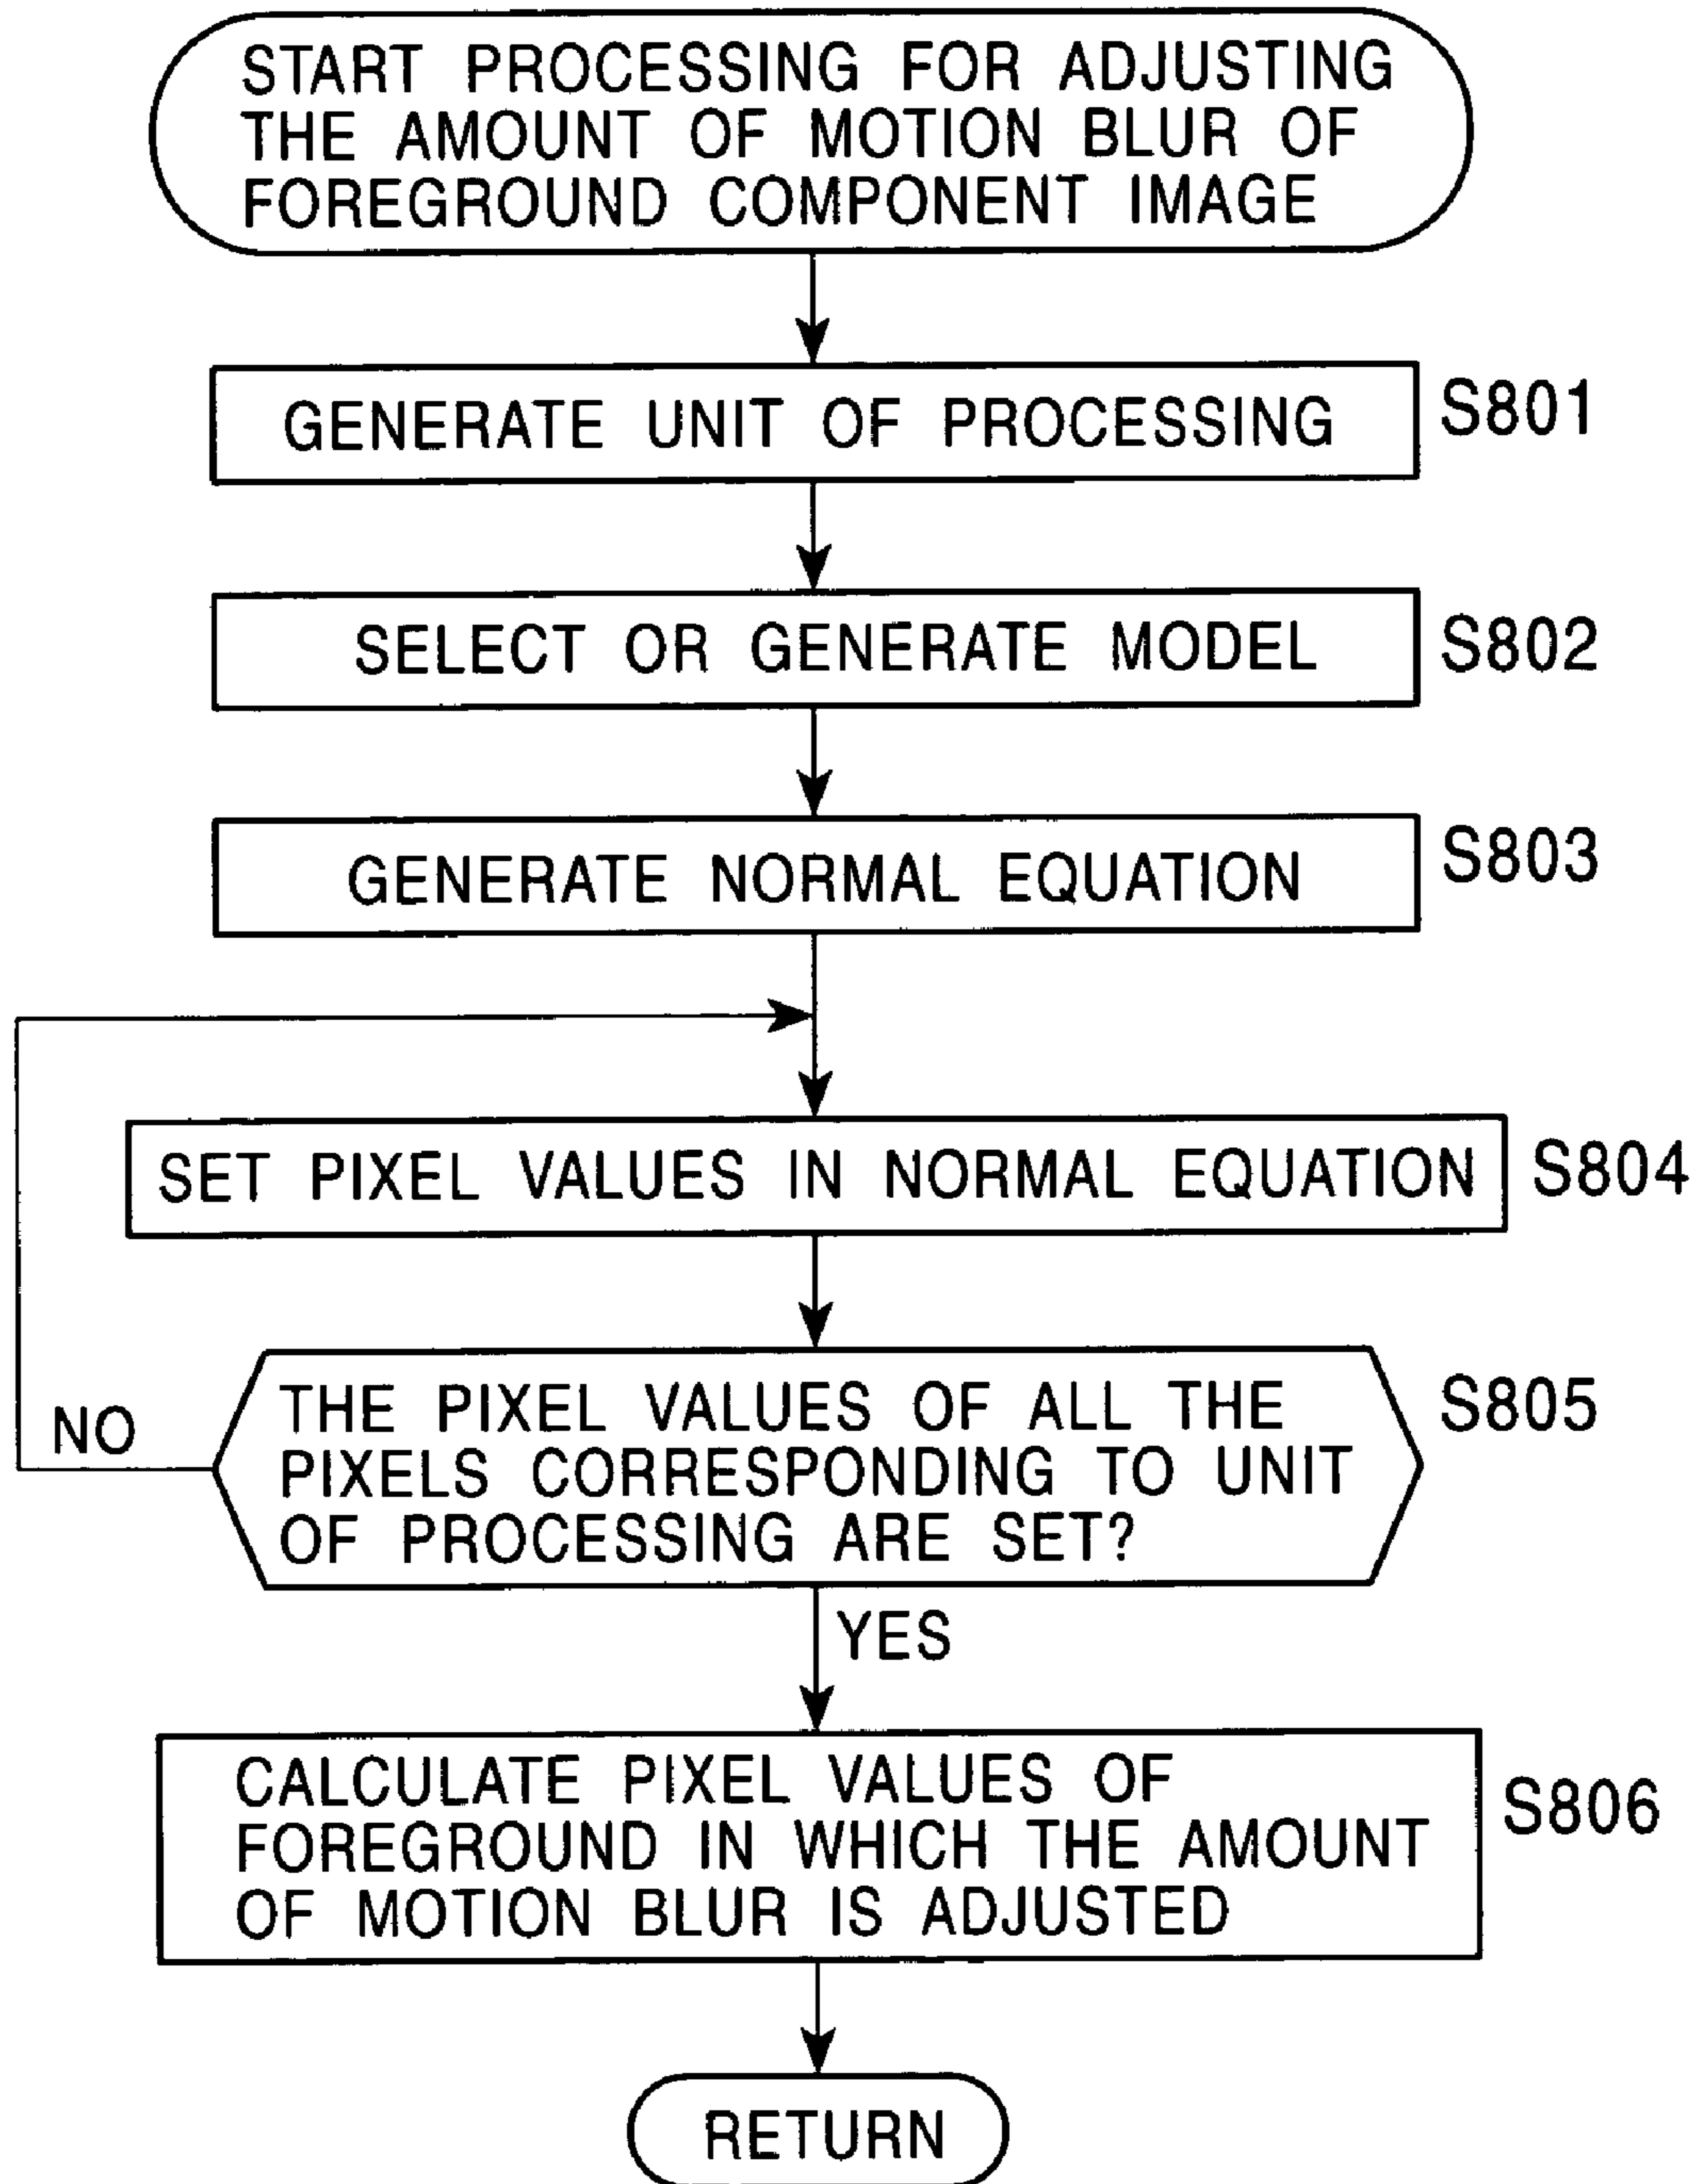 START PROCESSING FOR ADJUSTING
THE AMOUNT OF MOTION BLUR OF
FOREGROUND COMPONENT IMAGE
GENERATE UNIT OF PROCESSING
S801
SELECT OR GENERATE MODEL
S802
GENERATE NORMAL EQUATION
S803
SET PIXEL VALUES IN NORMAL EQUATION
S804
THE PIXEL VALUES OF ALL THE
PIXELS CORRESPONDING TO UNIT
OF PROCESSING ARE SET?
S805
NO
YES
CALCULATE PIXEL VALUES OF
FOREGROUND IN WHICH THE AMOUNT
OF MOTION BLUR IS ADJUSTED
S806
RETURN